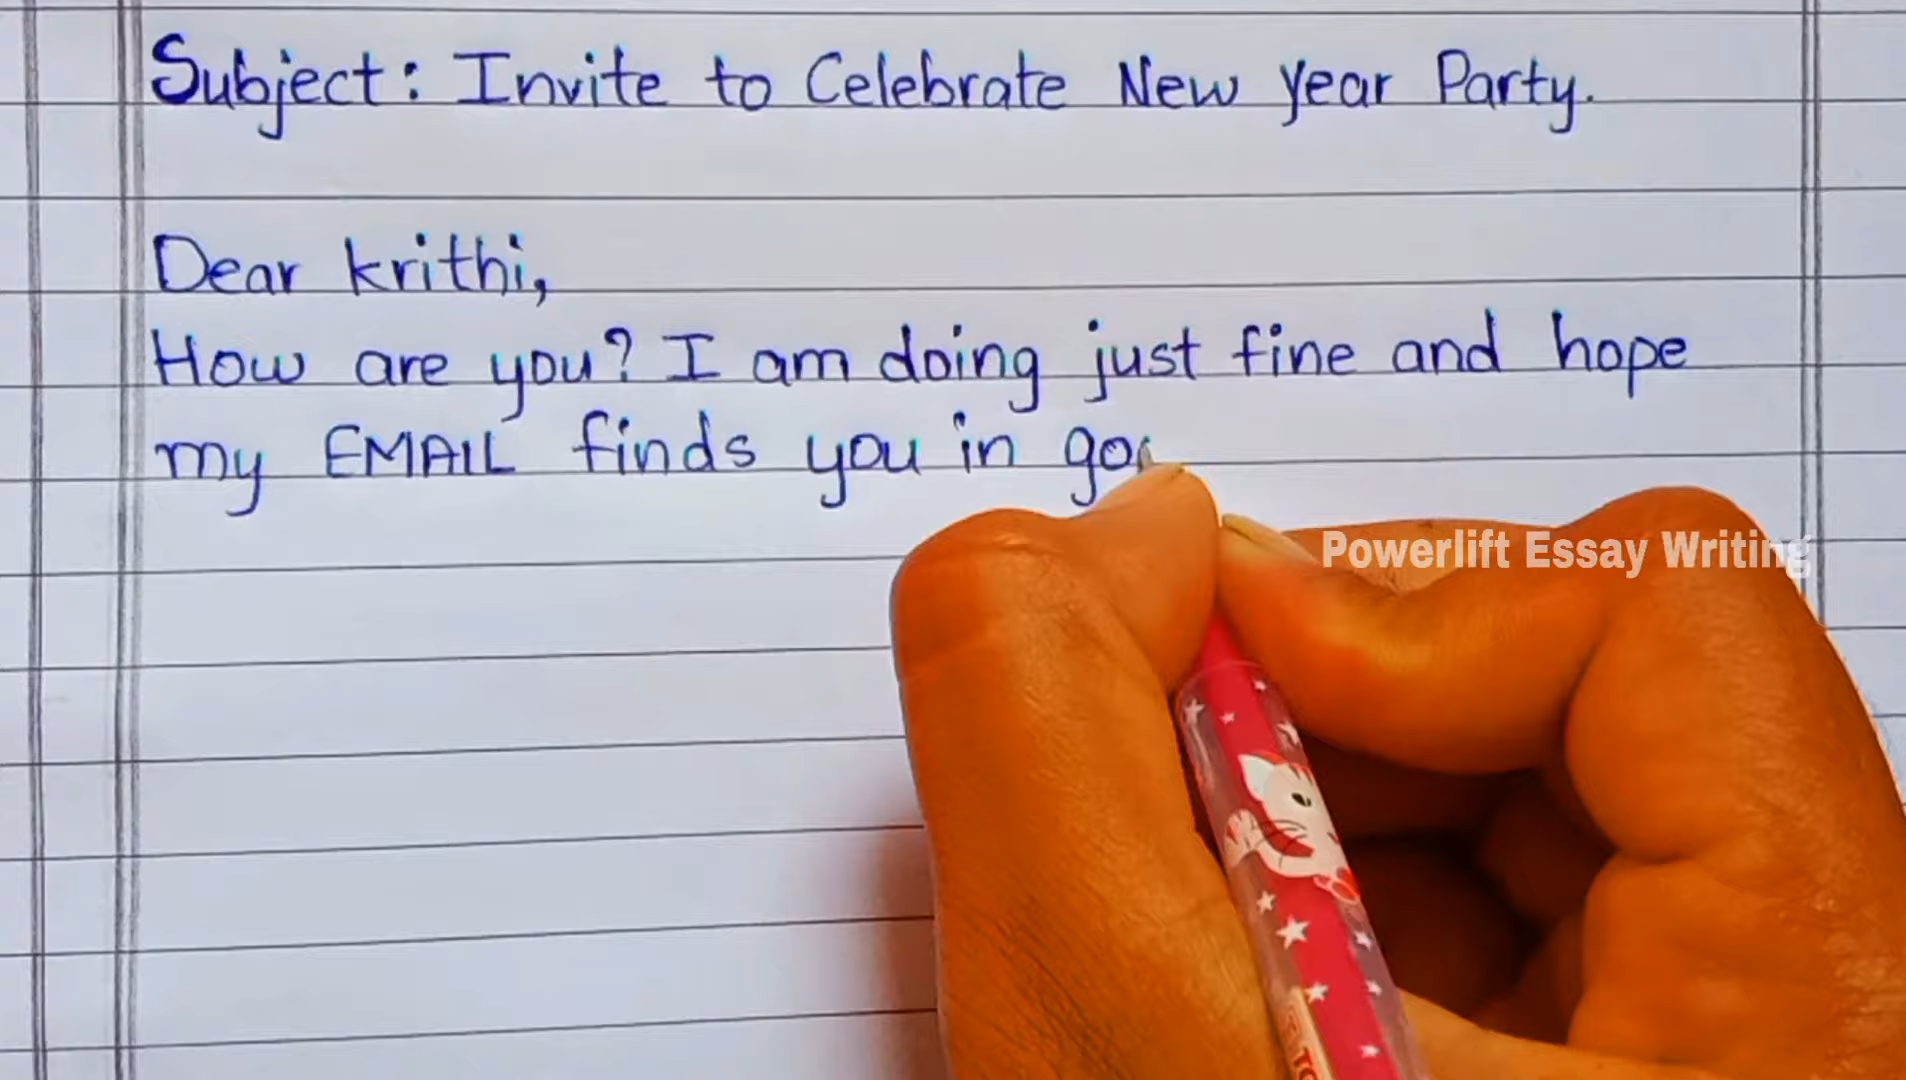 Subject: Invite to Celebrate New Year Party.
Dear Krithi,
How are you? I am doing just fine and hope
my EMAIL finds you in
Powerlift Essay Writing